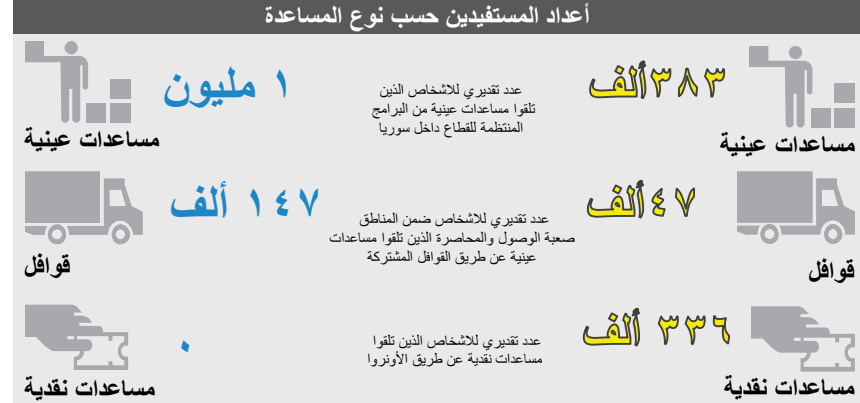 أعداد المستفيدين حسب نوع المساعدة
٣٨٣ ألف
مساعدات عينية
عدد تقديري للاشخاص الذين
تلقوا مساعدات عينية من البرامج
المنتظمة للقطاع داخل سوريا
١ مليون
مساعدات عينية
٤٧ ألف
قوافل
عدد تقديري للاشخاص ضمن المناطق
صعبة الوصول والمحاصرة الذين تلقوا مساعدات
عينية عن طريق القوافل المشتركة
١٤٧ ألف
قوافل
٣٣٦ ألف
مساعدات نقدية
عدد تقديري للاشخاص الذين تلقوا
مساعدات نقدية عن طريق الأونروا
٠
مساعدات نقدية